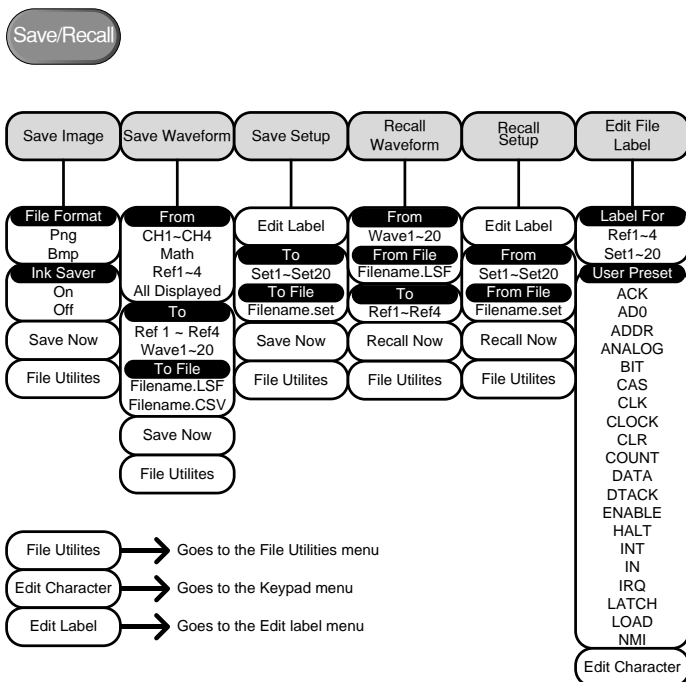 Save/Recall
Save Image
File Format
Png
Bmp
Ink Saver
On
Off
Save Now
File Utilites
Save Waveform
From
CH1~CH4
Math
Ref1~4
All Displayed
To
Ref 1 ~ Ref4
Wave1~20
To File
Filename.LSF
Filename.CSV
Save Now
File Utilites
Save Setup
Edit Label
To
Set1~Set20
To File
Filename.set
Save Now
File Utilites
Recall
Waveform
From
Wave1~20
From File
Filename.LSF
To
Ref1~Ref4
Recall Now
File Utilites
Recall
Setup
Edit Label
From
Set1~Set20
From File
Filename.set
Recall Now
File Utilites
Edit File
Label
Label For
Ref1~4
Set1~20
User Preset
ACK
AD0
ADDR
ANALOG
BIT
CAS
CLK
CLOCK
CLR
COUNT
DATA
DTACK
ENABLE
HALT
INT
IN
IRQ
LATCH
LOAD
NMI
Edit Character
File Utilites Goes to the File Utilities menu
Edit Character Goes to the Keypad menu
Edit Label Goes to the Edit label menu